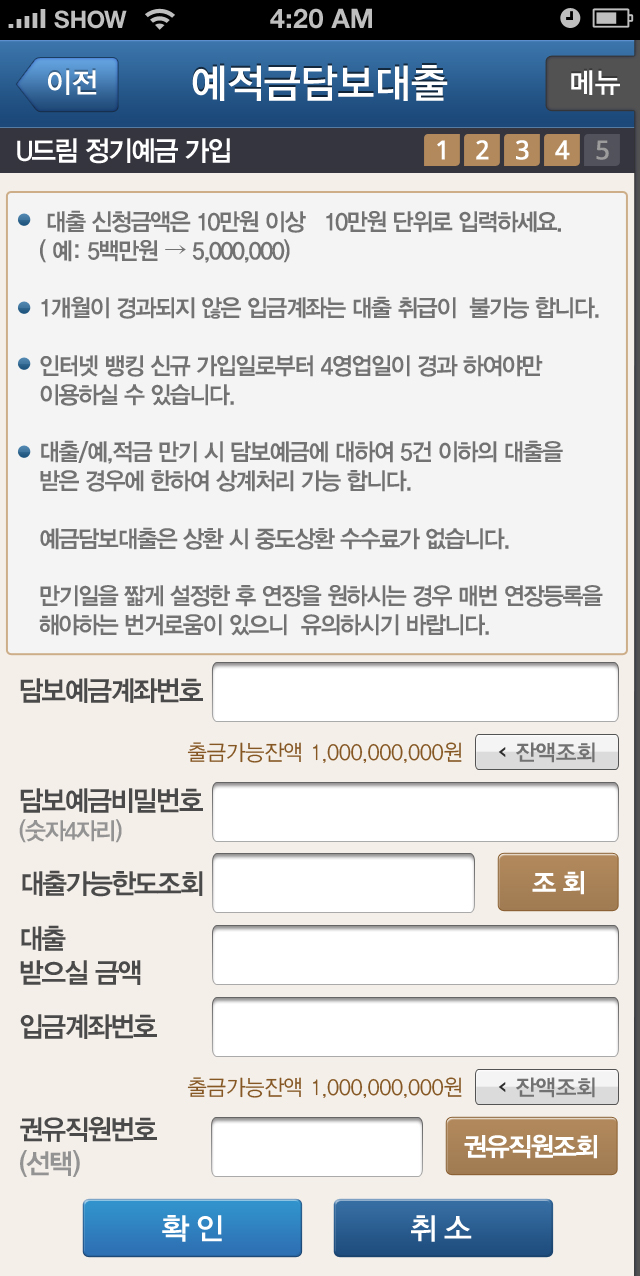 SHOW 4:20 AM
이전 예적금담보대출 메뉴
U드림 정기예금 가입 1 2 3 4 5
대출 신청금액은 10만원 이상 10만원 단위로 입력하세요.
( 예: 5백만원 → 5,000,000)
1개월이 경과되지 않은 입금계좌는 대출 취급이 불가능 합니다.
인터넷 뱅킹 신규 가입일로부터 4영업일이 경과 하여야만
이용하실 수 있습니다.
대출/예,적금 만기 시 담보예금에 대하여 5건 이하의 대출을
받은 경우에 한하여 상계처리 가능 합니다.
예금담보대출은 상환 시 중도상환 수수료가 없습니다.
만기일을 짧게 설정한 후 연장을 원하시는 경우 매번 연장등록을
해야하는 번거로움이 있으니 유의하시기 바랍니다.
담보예금계좌번호
출금가능잔액 1,000,000,000원 < 잔액조회
담보예금비밀번호
(숫자4자리)
대출가능한도조회 조 회
대출
받으실 금액
입금계좌번호
출금가능잔액 1,000,000,000원 < 잔액조회
권유직원번호
(선택) 권유직원조회
확 인 취 소